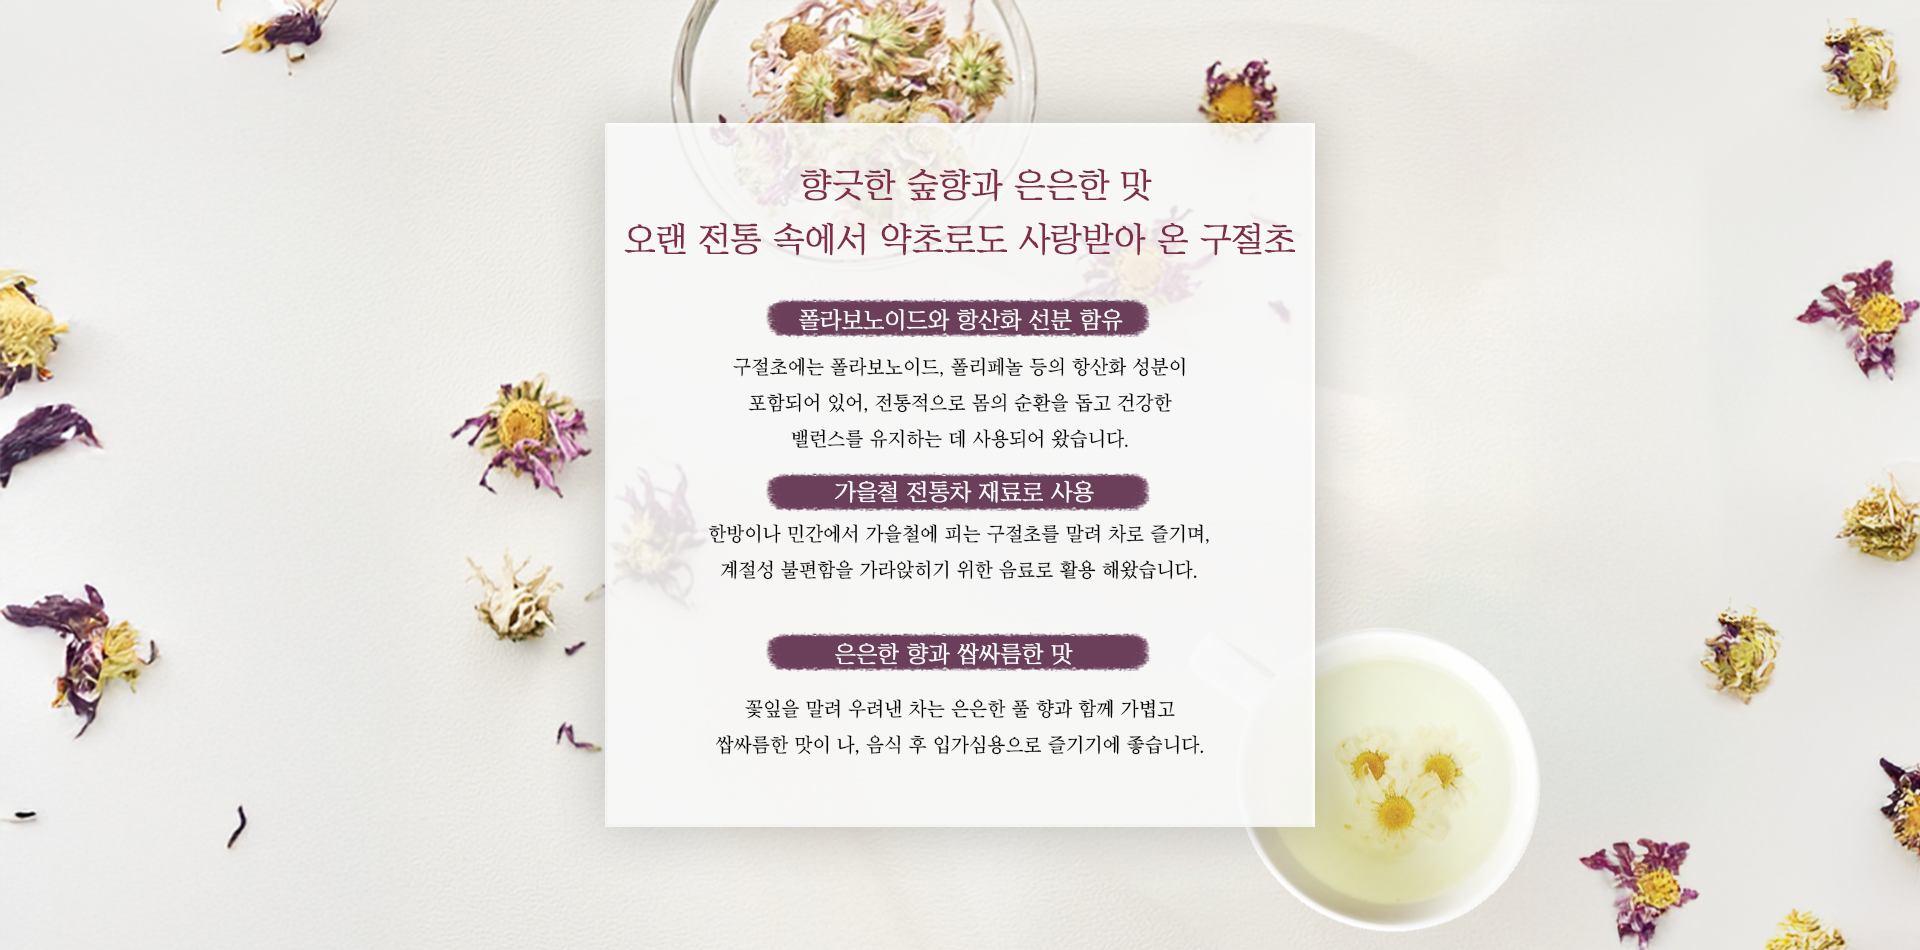 향긋한 숲향과 은은한 맛
오랜 전통 속에서 약초로도 사랑받아 온 구절초
폴라보노이드와 항산화 선분 함유
구절초에는 폴라보노이드, 폴리페놀 등의 항산화 성분이
포함되어 있어, 전통적으로 몸의 순환을 돕고 건강한
밸런스를 유지하는 데 사용되어 왔습니다.
가을철 전통차 재료로 사용
한방이나 민간에서 가을철에 피는 구절초를 말려 차로 즐기며,
계절성 불편함을 가라앉히기 위한 음료로 활용 해왔습니다.
은은한 향과 쌉싸름한 맛
꽃잎을 말려 우려낸 차는 은은한 풀 향과 함께 가볍고
쌉싸름한 맛이 나, 음식 후 입가심용으로 즐기기에 좋습니다.